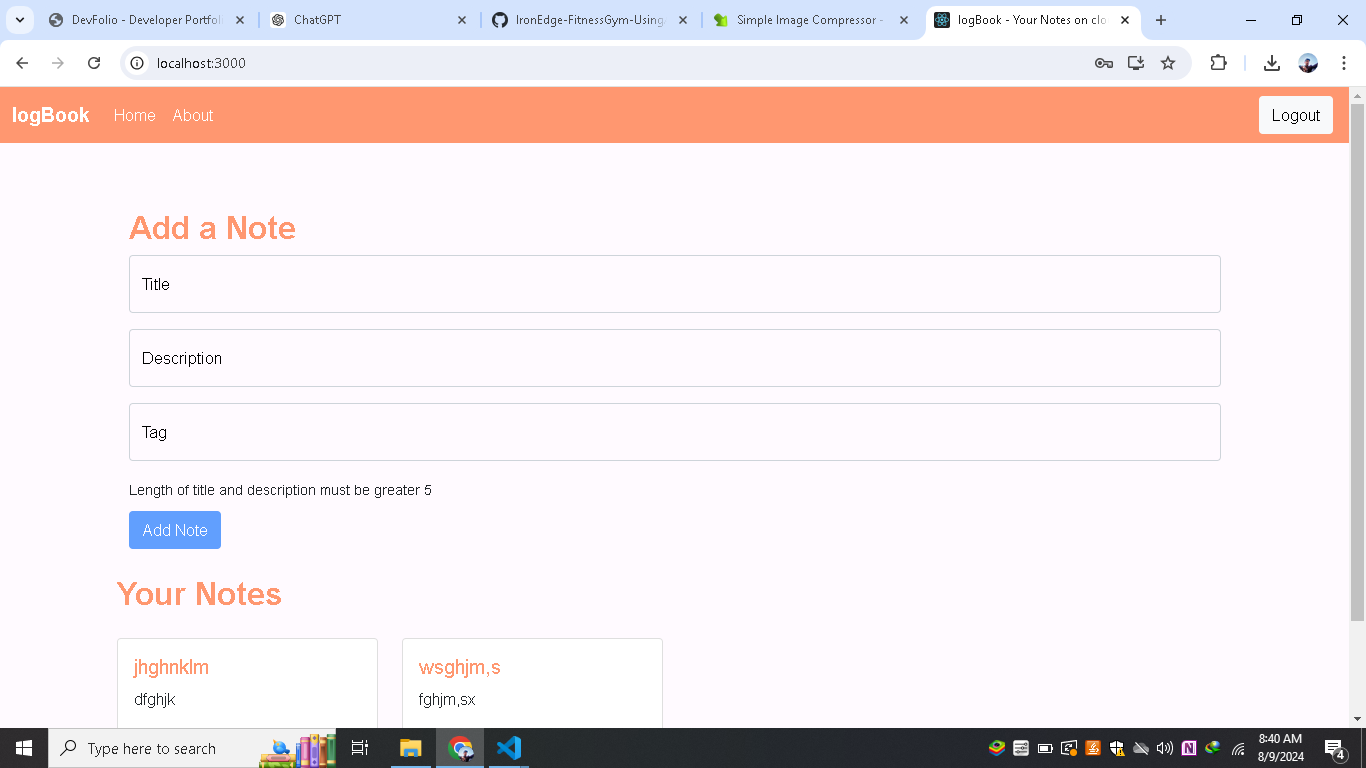 DevFolio - Developer Portfol
ChatGPT
IronEdge-FitnessGym-Using
Simple Image Compressor -
logBook - Your Notes on clo
localhost:3000
logBook
Home
About
Logout
Add a Note
Title
Description
Tag
Length of title and description must be greater 5
Add Note
Your Notes
jhghnklm
wsghjm,s
dfghjk
fghjm,sx
Type here to search
8:40 AM
8/9/2024
4